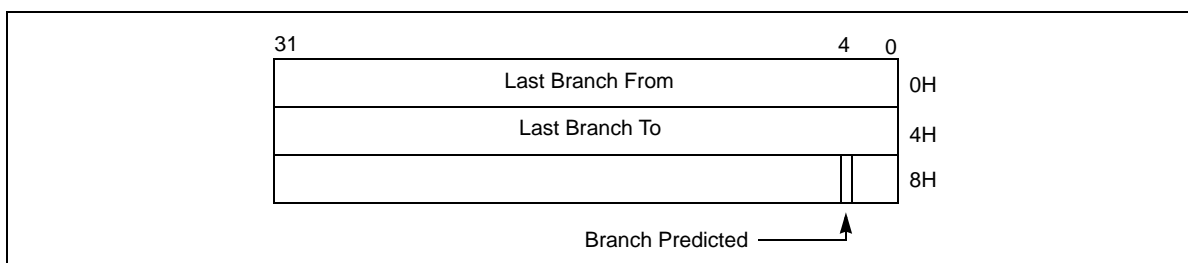 31 4 0
Last Branch From 0H
Last Branch To 4H
8H
Branch Predicted